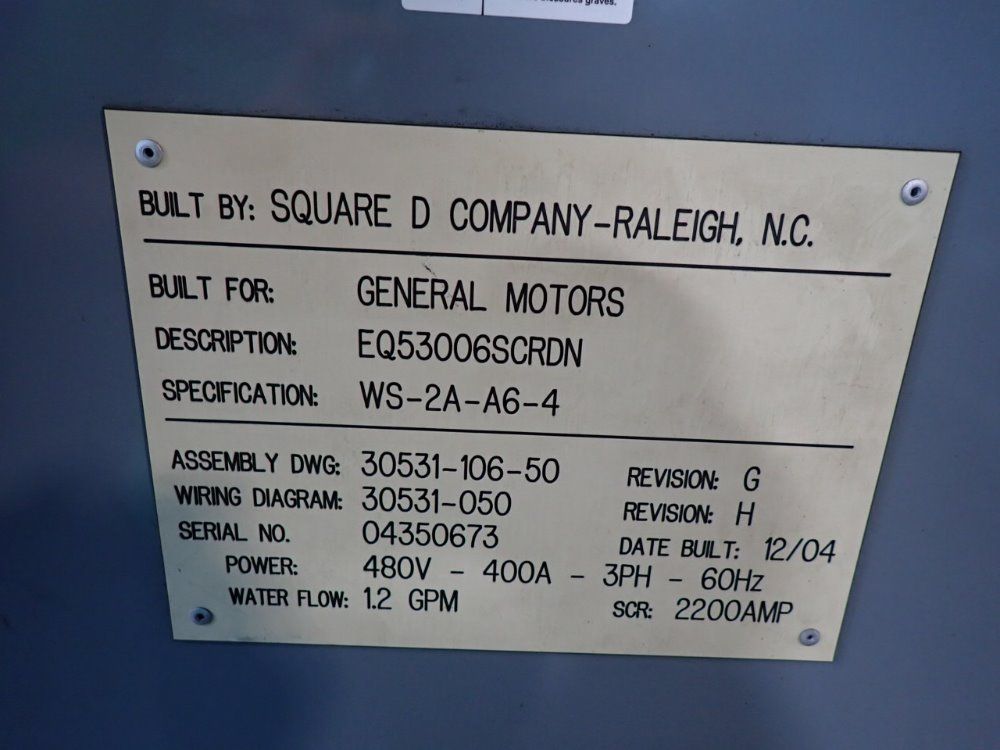 measures graves.
BUILT BY: SQUARE D COMPANY-RALEIGH, N.C.
BUILT FOR: GENERAL MOTORS
DESCRIPTION: EQ53006SCRDN
SPECIFICATION: WS-2A-A6-4
ASSEMBLY DWG: 30531-106-50 REVISION: G
WIRING DIAGRAM: 30531-050 REVISION: H
SERIAL NO. 04350673 DATE BUILT: 12/04
POWER: 480V - 400A - 3PH - 60Hz
WATER FLOW: 1.2 GPM SCR: 2200AMP